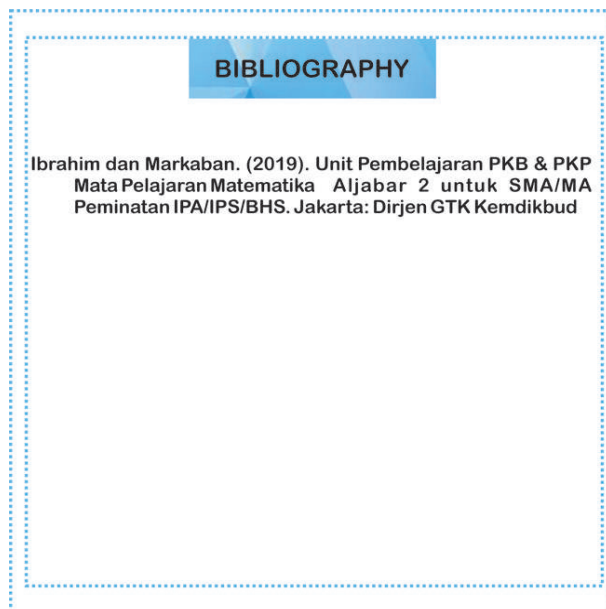 BIBLIOGRAPHY
Ibrahim dan Markaban. (2019). Unit Pembelajaran PKB & PKP
Mata Pelajaran Matematika Aljabar 2 untuk SMA/MA
Peminatan IPA/IPS/BHS. Jakarta: Dirjen GTK Kemdikbud